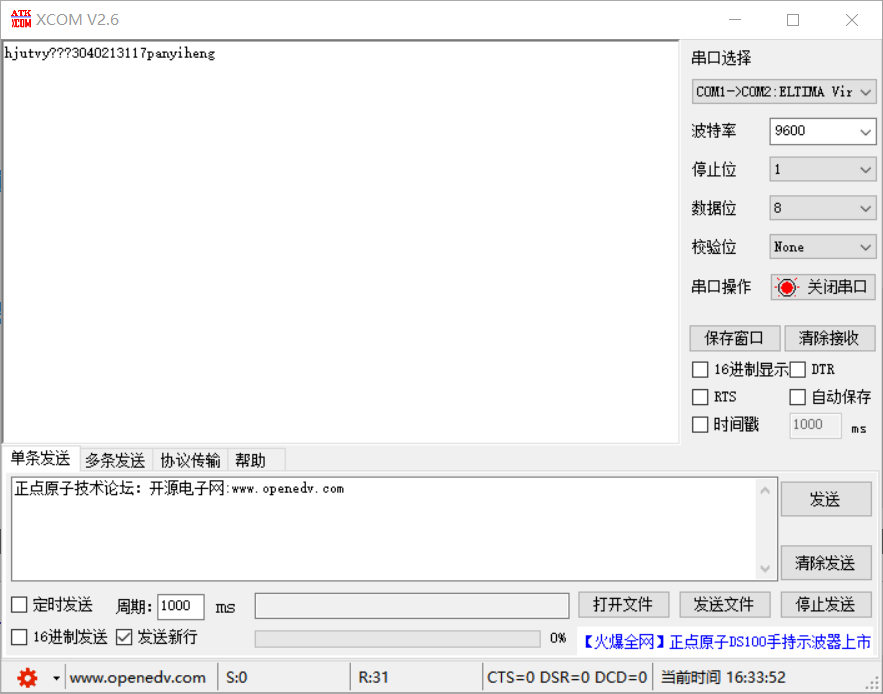 ATK XCOM XCOM V2.6
hjutvy???3040213117panyiheng
串口选择
COM1->COM2:ELTIMA Vir
波特率 9600
停止位 1
数据位 8
校验位 None
串口操作 关闭串口
保存窗口 清除接收
16进制显示 DTR
RTS 自动保存
时间戳 1000 ms
单条发送 多条发送 协议传输 帮助
正点原子技术论坛：开源电子网:www.openedv.com
发送
清除发送
定时发送 周期: 1000 ms 打开文件 发送文件 停止发送
16进制发送 发送新行 0% 【火爆全网】正点原子DS100手持示波器上市
www.openedv.com S:0 R:31 CTS=0 DSR=0 DCD=0 当前时间 16:33:52